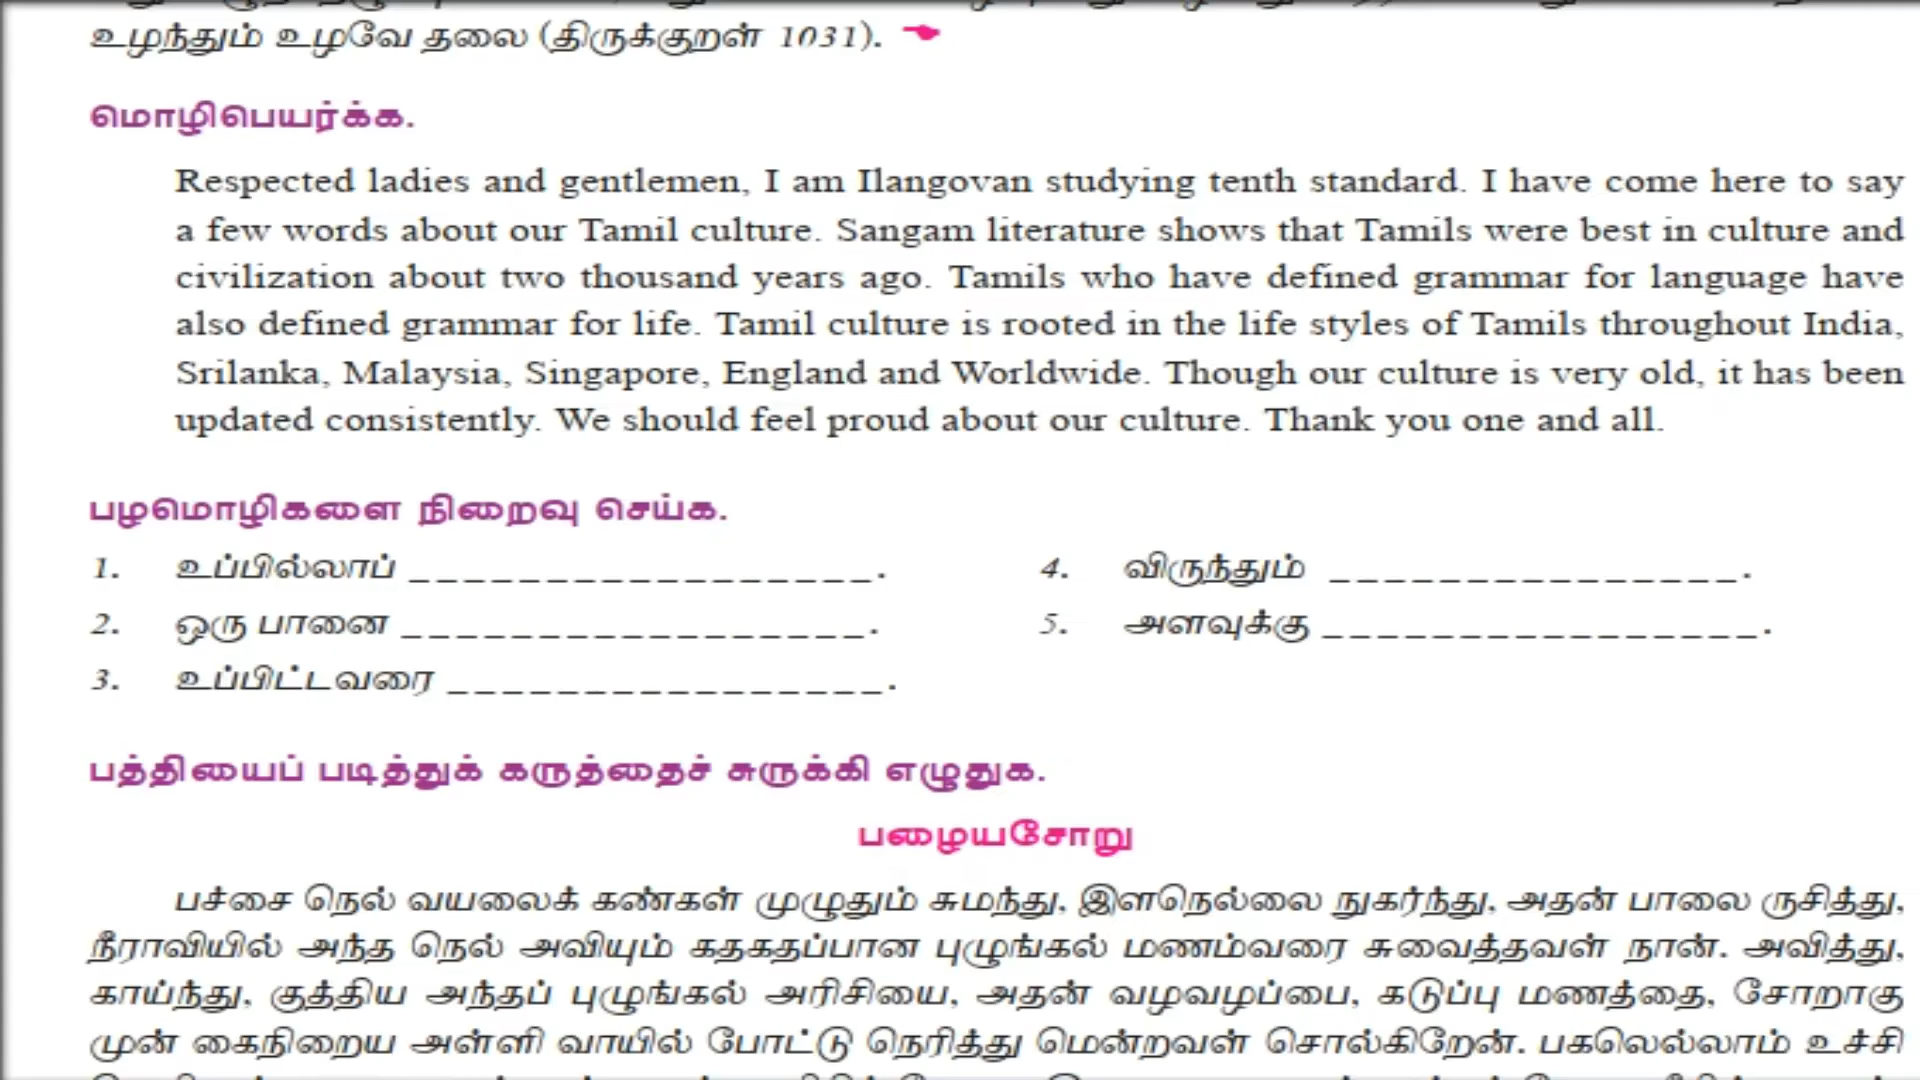 உழந்தும் உழவே தலை (திருக்குறள் 1031).
மொழிபெயர்க்க.
Respected ladies and gentlemen, I am Ilangovan studying tenth standard. I have come here to say
a few words about our Tamil culture. Sangam literature shows that Tamils were best in culture and
civilization about two thousand years ago. Tamils who have defined grammar for language have
also defined grammar for life. Tamil culture is rooted in the life styles of Tamils throughout India,
Srilanka, Malaysia, Singapore, England and Worldwide. Though our culture is very old, it has been
updated consistently. We should feel proud about our culture. Thank you one and all.
பழமொழிகளை நிறைவு செய்க.
1. உப்பில்லாப் _________________.
2. ஒரு பானை _________________.
3. உப்பிட்டவரை ________________.
4. விருந்தும் _______________.
5. அளவுக்கு ________________.
பத்தியைப் படித்துக் கருத்தைச் சுருக்கி எழுதுக.
பழையசோறு
பச்சை நெல் வயலைக் கண்கள் முழுதும் சுமந்து, இளநெல்லை நுகர்ந்து, அதன் பாலை ருசித்து,
நீராவியில் அந்த நெல் அவியும் கதகதப்பான புழுங்கல் மணம்வரை சுவைத்தவள் நான். அவித்து,
காய்ந்து, குத்திய அந்தப் புழுங்கல் அரிசியை, அதன் வழவழப்பை, கடுப்பு மணத்தை, சோறாகு
முன் கைநிறைய அள்ளி வாயில் போட்டு நெரித்து மென்றவள் சொல்கிறேன். பகலெல்லாம் உச்சி